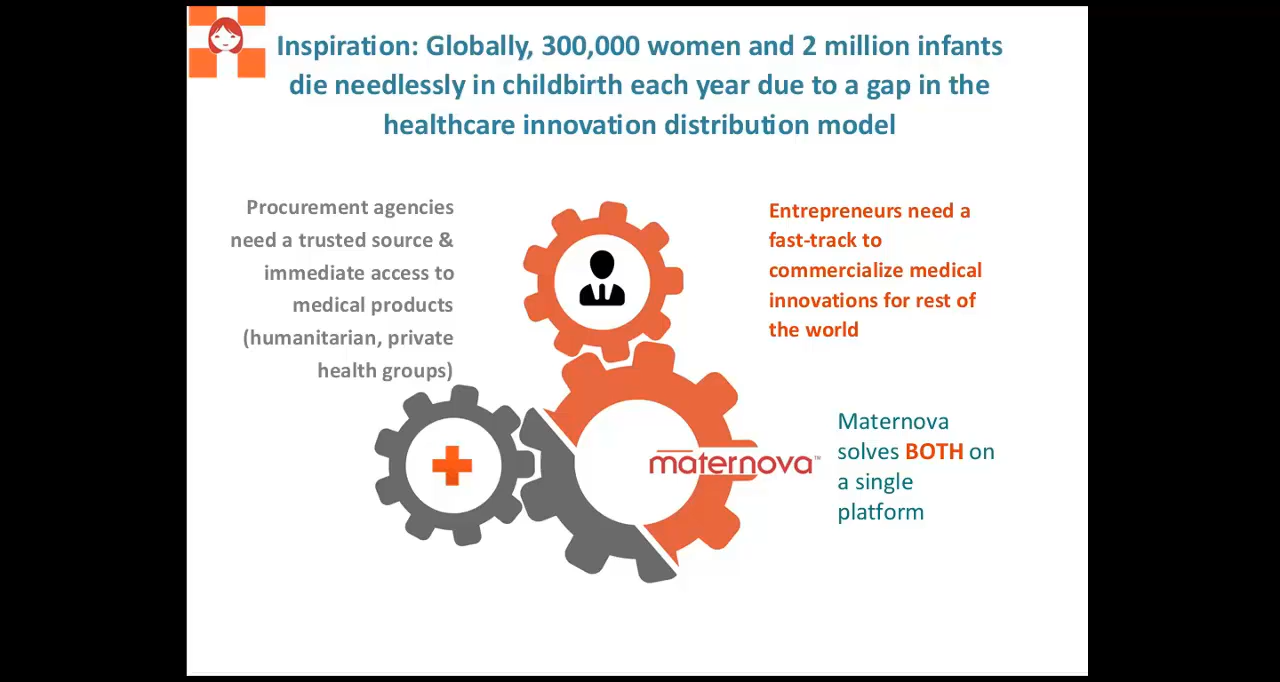 Inspiration: Globally, 300,000 women and 2 million infants
die needlessly in childbirth each year due to a gap in the
healthcare innovation distribution model
Procurement agencies
need a trusted source &
immediate access to
medical products
(humanitarian, private
health groups)
Entrepreneurs need a
fast-track to
commercialize medical
innovations for rest of
the world
maternova™
Maternova
solves BOTH on
a single
platform